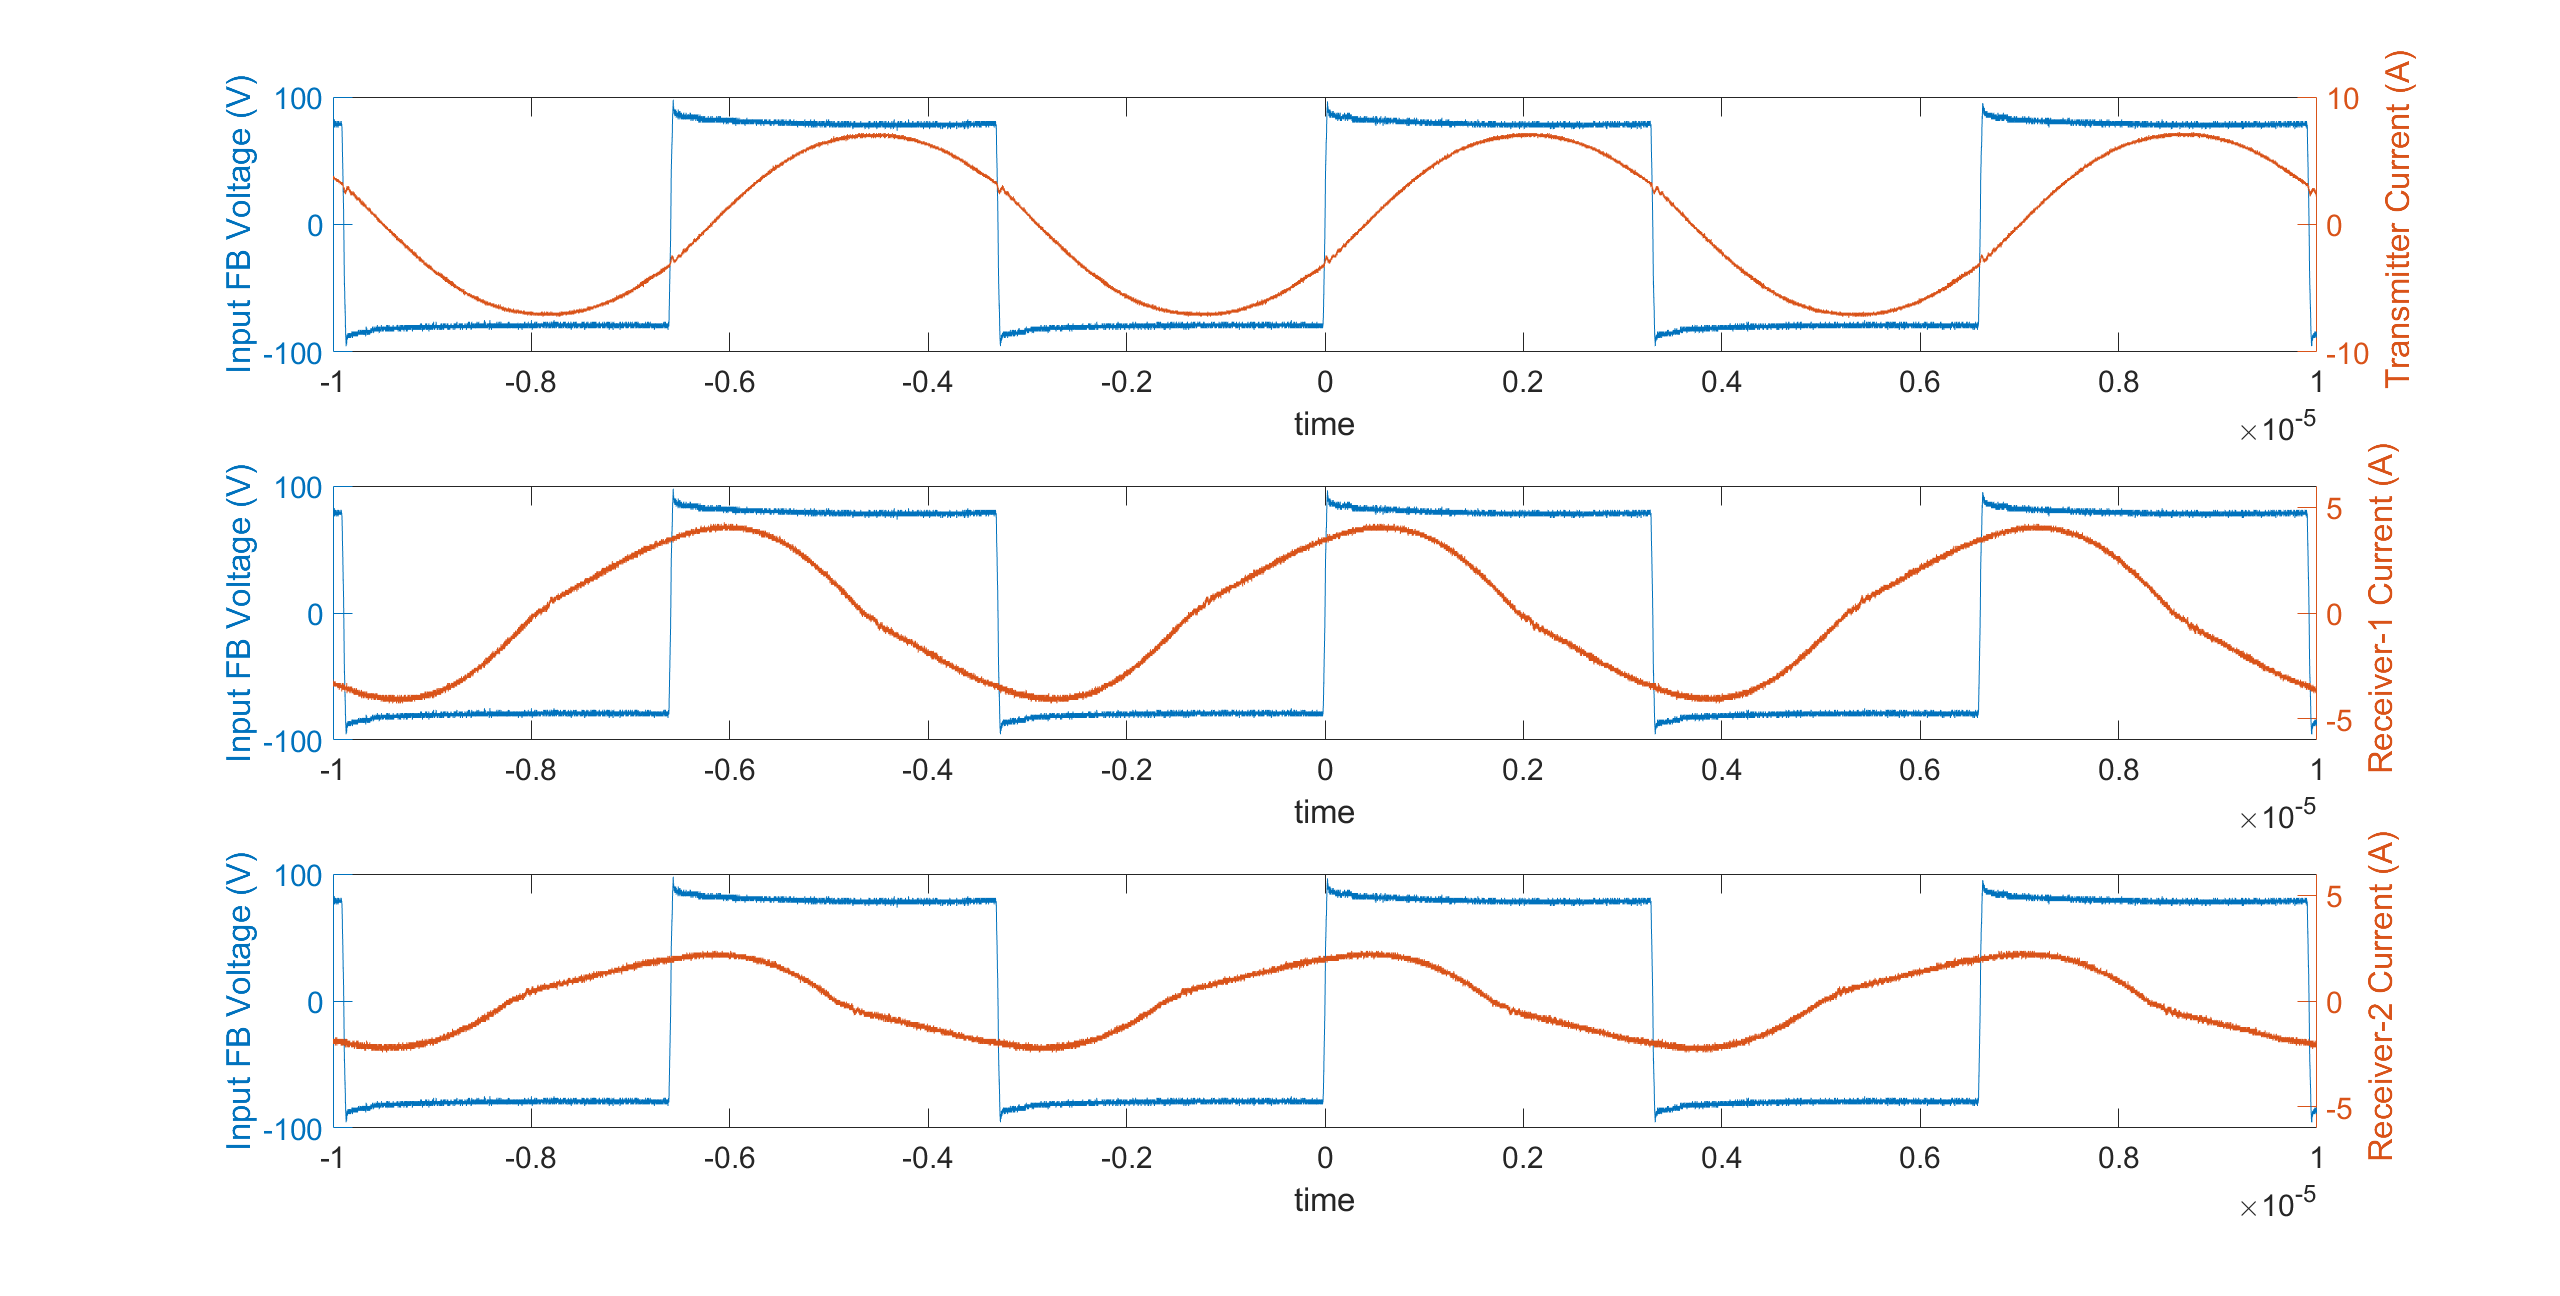 Input FB Voltage (V)
100
0
-100
Transmitter Current (A)
10
0
-10
-1 -0.8 -0.6 -0.4 -0.2 0 0.2 0.4 0.6 0.8 1
time
×10-5
Input FB Voltage (V)
100
0
-100
Receiver-1 Current (A)
5
0
-5
-1 -0.8 -0.6 -0.4 -0.2 0 0.2 0.4 0.6 0.8 1
time
×10-5
Input FB Voltage (V)
100
0
-100
Receiver-2 Current (A)
5
0
-5
-1 -0.8 -0.6 -0.4 -0.2 0 0.2 0.4 0.6 0.8 1
time
×10-5